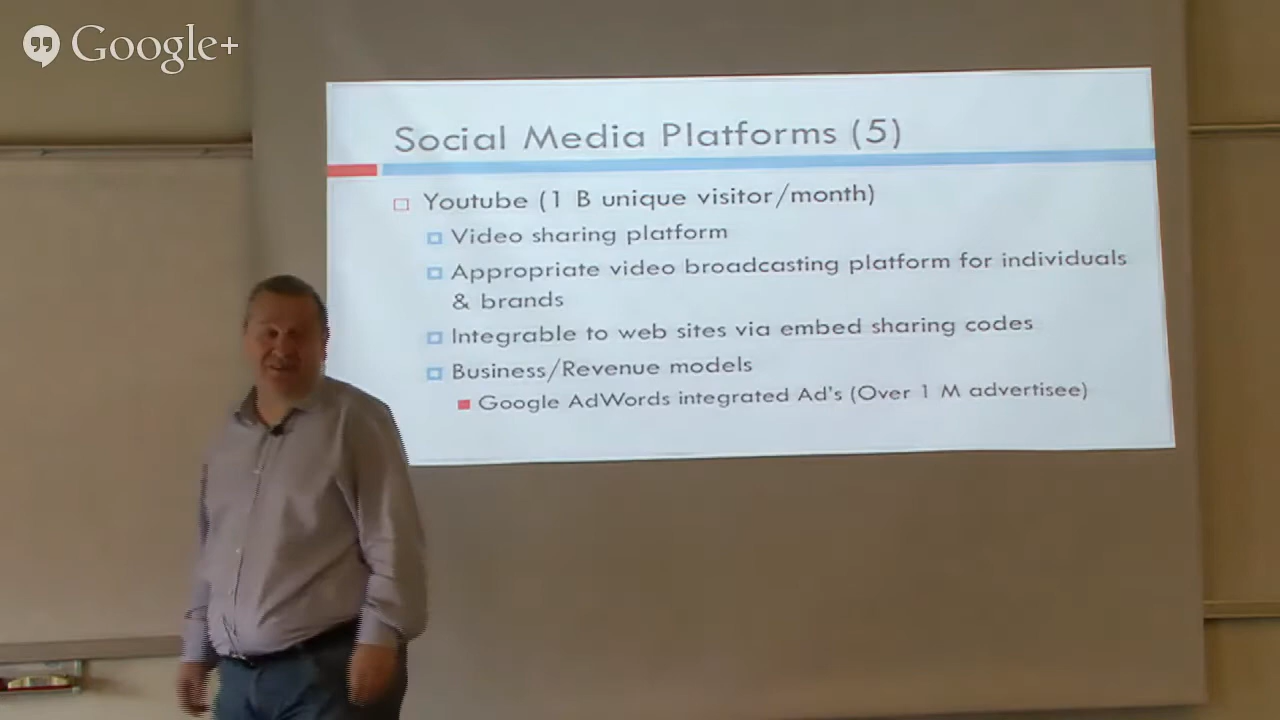 Google+
Social Media Platforms (5)
Youtube (1 B unique visitor/month)
Video sharing platform
Appropriate video broadcasting platform for individuals
& brands
Integrable to web sites via embed sharing codes
Business/Revenue models
Google AdWords integrated Ad's (Over 1 M advertisee)